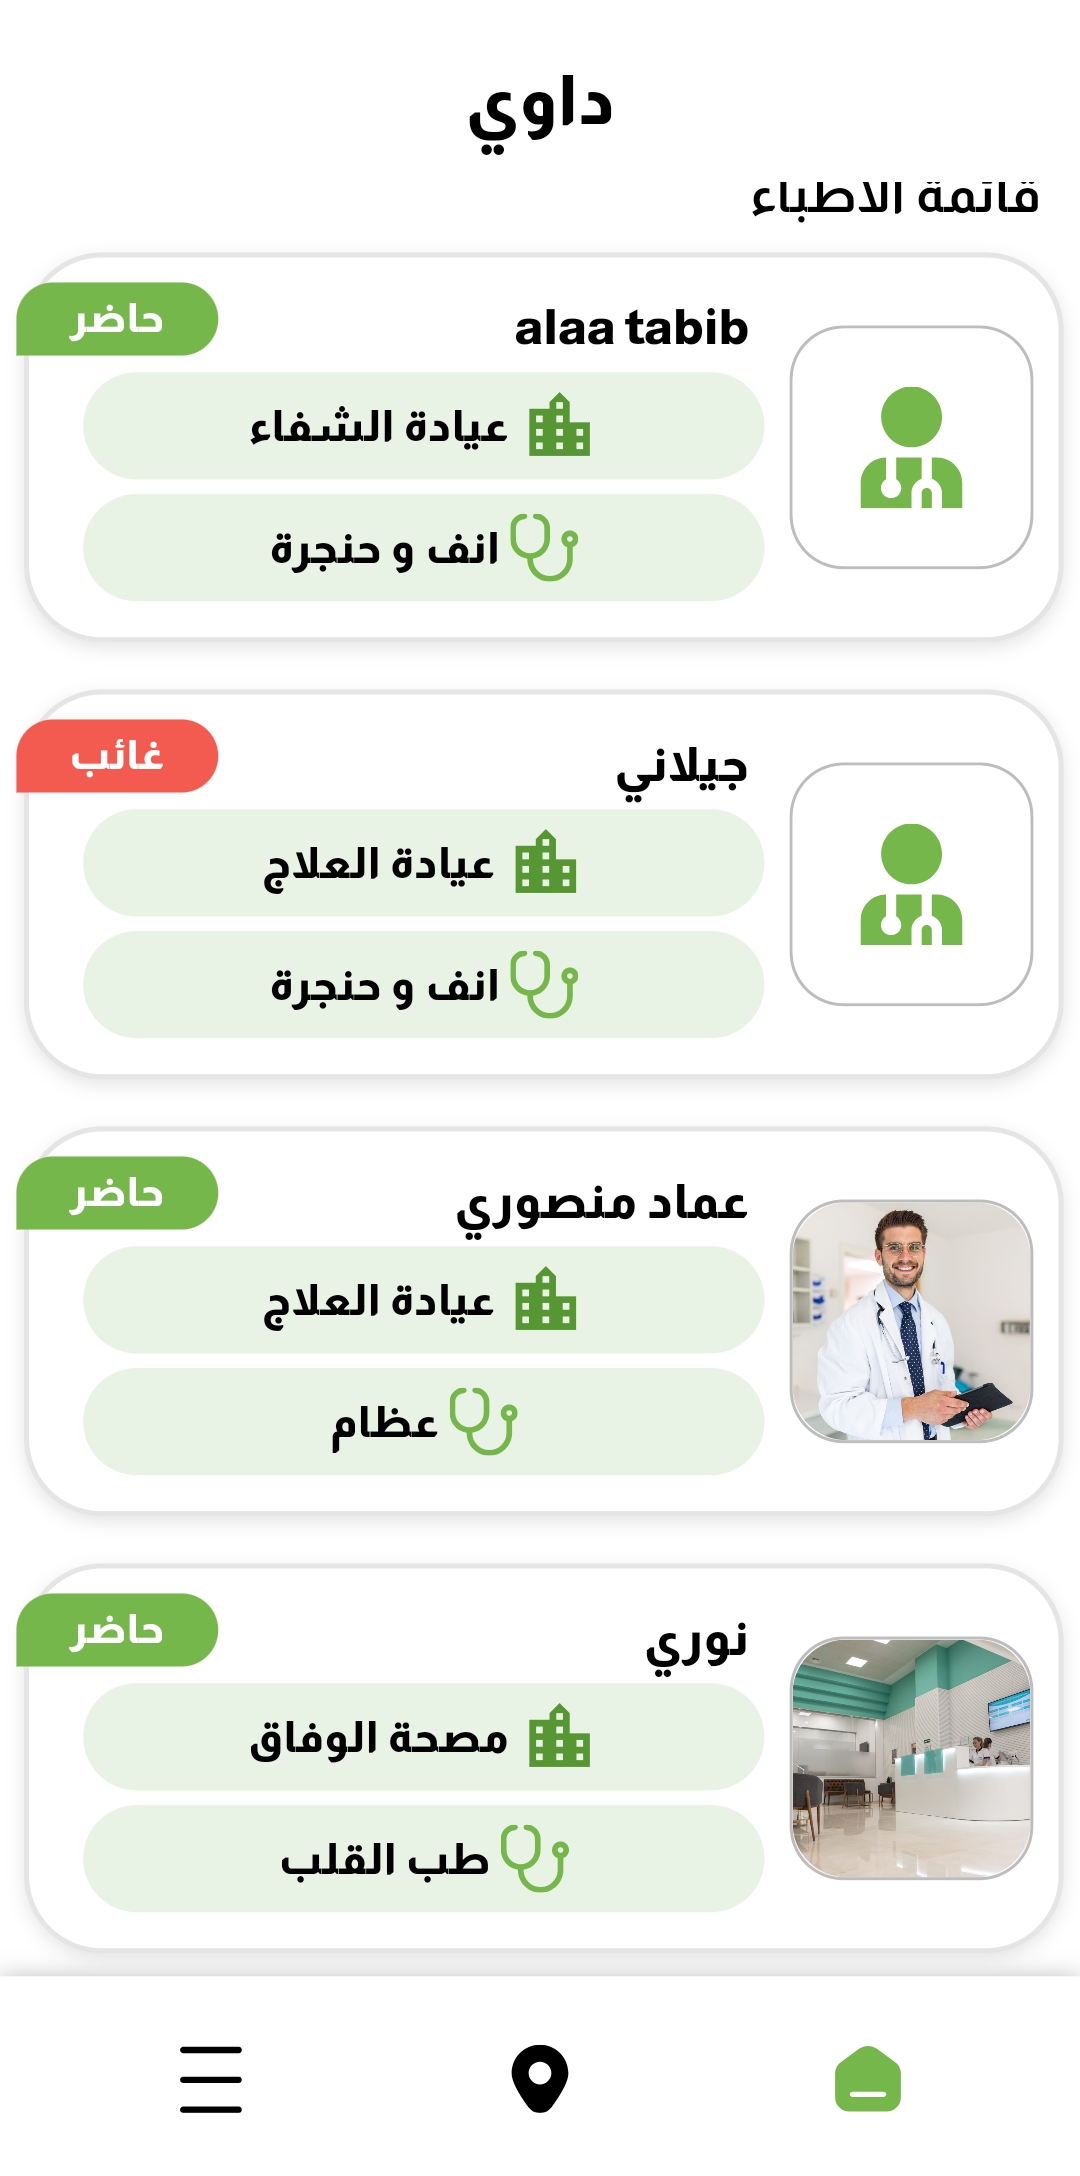 داوي
قائمة الاطباء
alaa tabib
حاضر
عيادة الشفاء
انف و حنجرة
جيلاني
غائب
عيادة العلاج
انف و حنجرة
عماد منصوري
حاضر
عيادة العلاج
عظام
نوري
حاضر
مصحة الوفاق
طب القلب